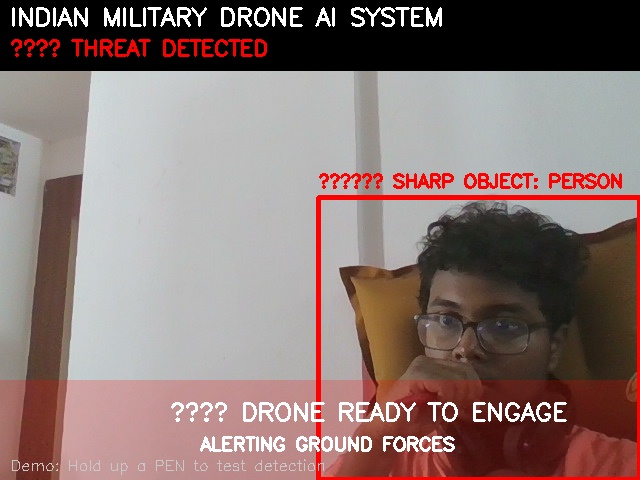 INDIAN MILITARY DRONE AI SYSTEM
???? THREAT DETECTED
?????? SHARP OBJECT: PERSON
???? DRONE READY TO ENGAGE
ALERTING GROUND FORCES
Demo: Hold up a PEN to test detection